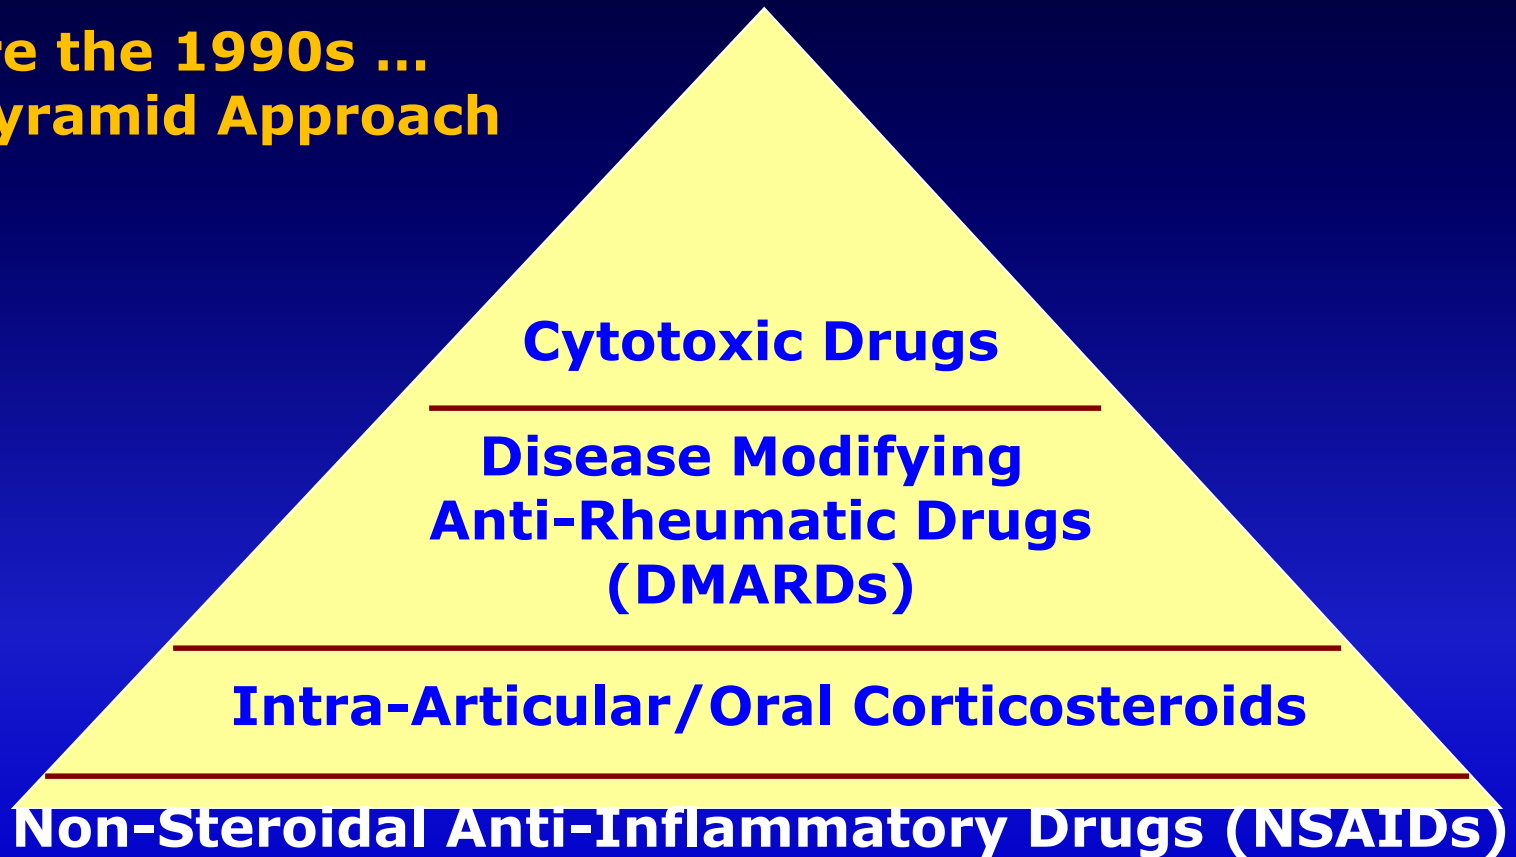 re the 1990s …
yramid Approach
Cytotoxic Drugs
Disease Modifying
Anti-Rheumatic Drugs
(DMARDs)
Intra-Articular/Oral Corticosteroids
Non-Steroidal Anti-Inflammatory Drugs (NSAIDs)